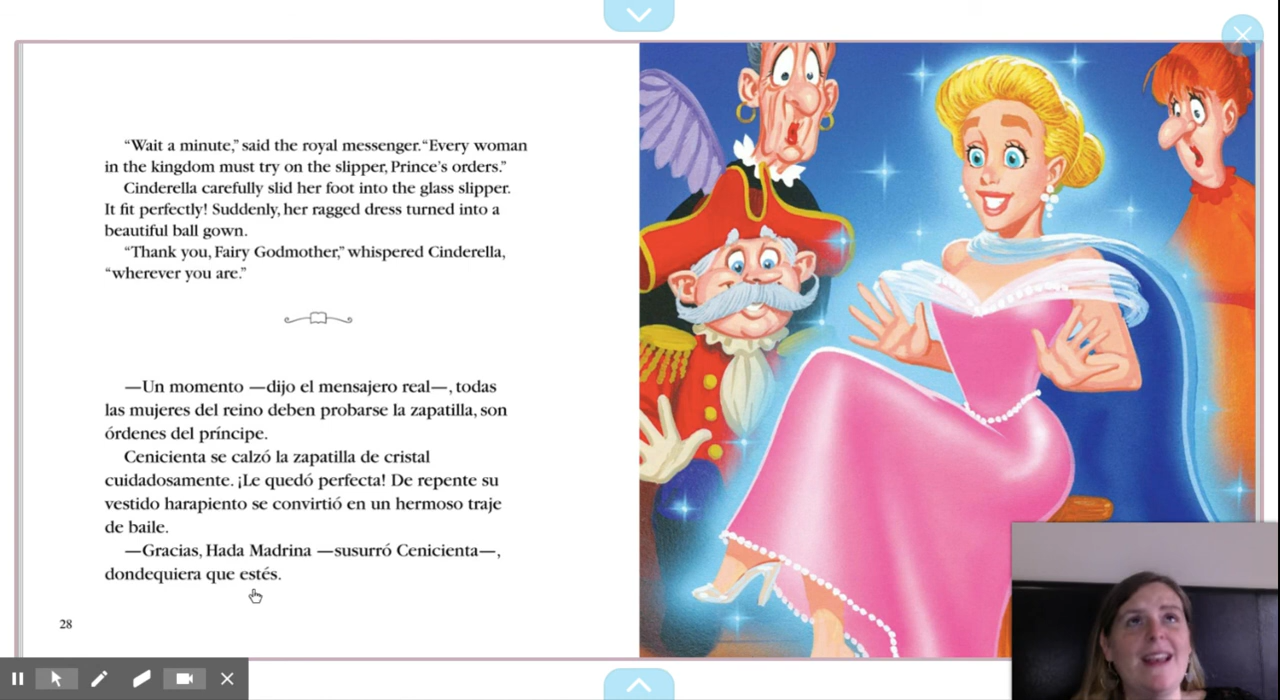 “Wait a minute,” said the royal messenger.“Every woman
in the kingdom must try on the slipper, Prince’s orders.”
Cinderella carefully slid her foot into the glass slipper.
It fit perfectly! Suddenly, her ragged dress turned into a
beautiful ball gown.
“Thank you, Fairy Godmother,” whispered Cinderella,
“wherever you are.”
—Un momento —dijo el mensajero real—, todas
las mujeres del reino deben probarse la zapatilla, son
órdenes del príncipe.
Cenicienta se calzó la zapatilla de cristal
cuidadosamente. ¡Le quedó perfecta! De repente su
vestido harapiento se convirtió en un hermoso traje
de baile.
—Gracias, Hada Madrina —susurró Cenicienta—,
dondequiera que estés.
28